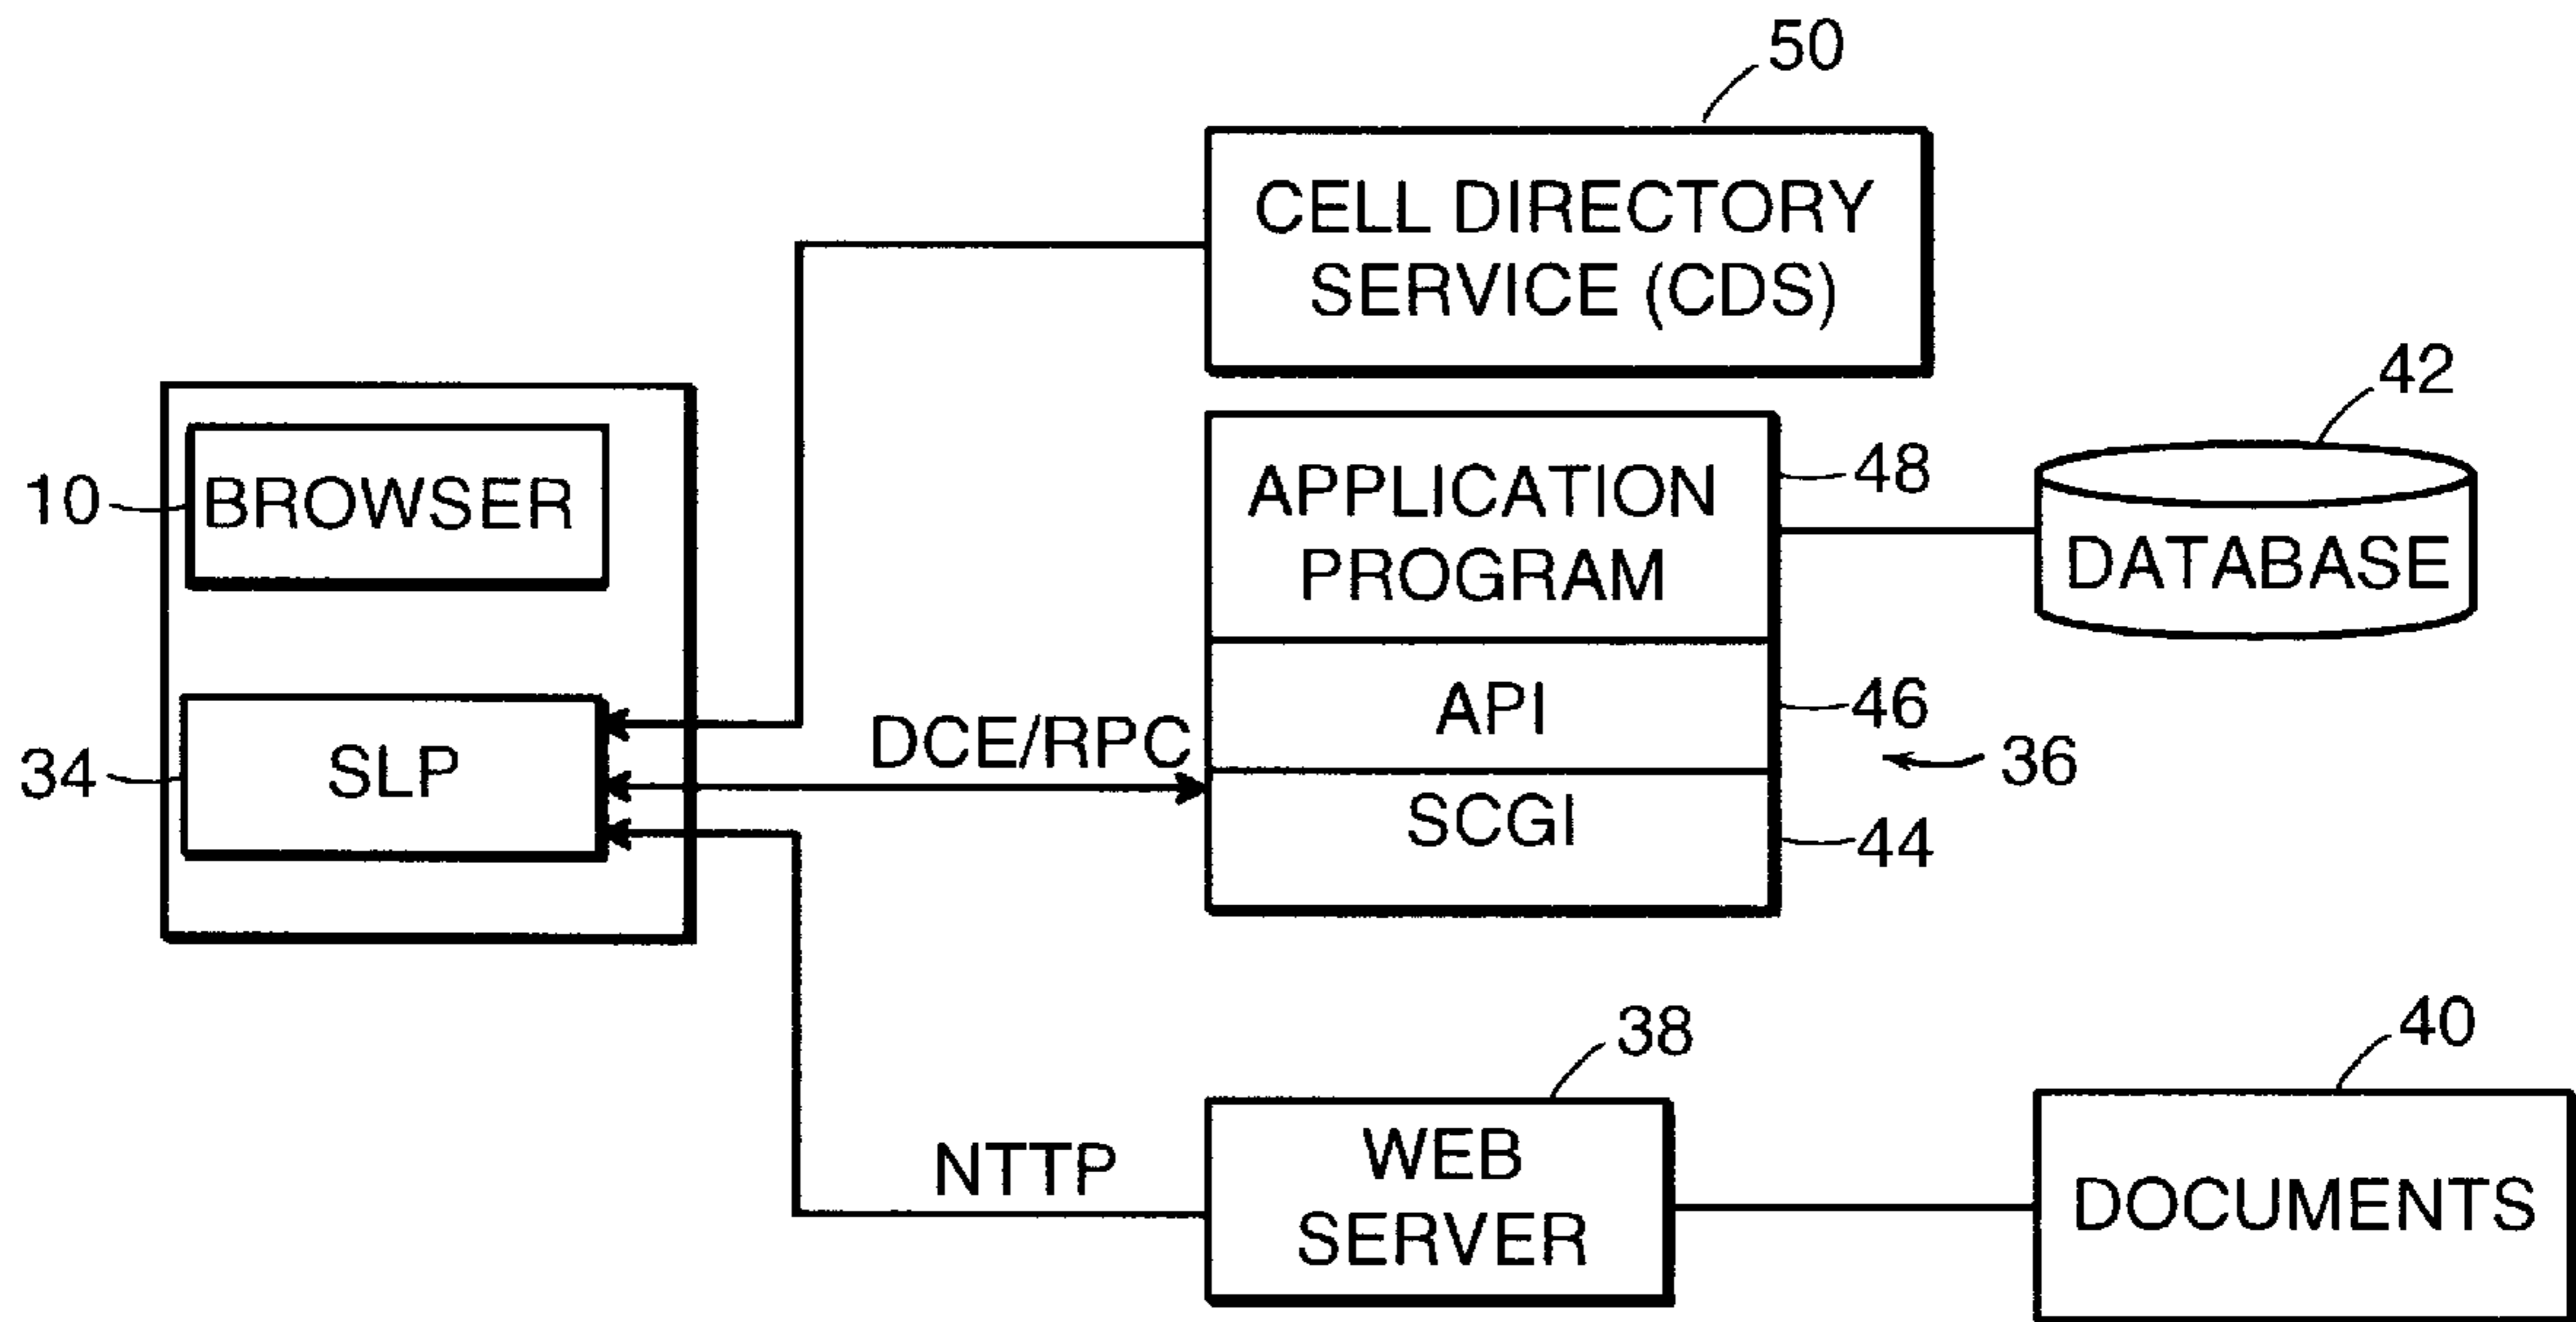 50
CELL DIRECTORY
SERVICE (CDS)
42
10
BROWSER
APPLICATION
PROGRAM
48
DATABASE
34
SLP
DCE/RPC
API
46
36
SCGI
44
38
40
NTTP
WEB
SERVER
DOCUMENTS